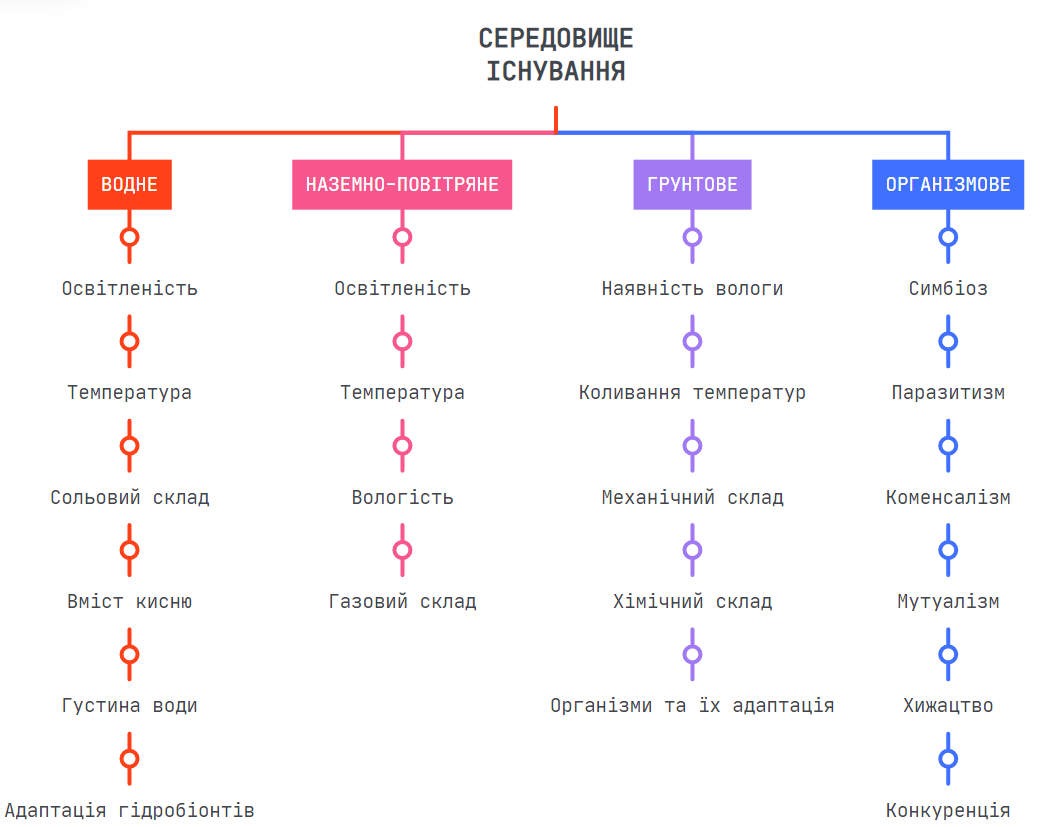 СЕРЕДОВИЩЕ
ІСНУВАННЯ
ВОДНЕ
Освітленість
Температура
Сольовий склад
Вміст кисню
Густина води
Адаптація гідробіонтів
НАЗЕМНО-ПОВІТРЯНЕ
Освітленість
Температура
Вологість
Газовий склад
ГРУНТОВЕ
Наявність вологи
Коливання температур
Механічний склад
Хімічний склад
Організми та їх адаптація
ОРГАНІЗМОВЕ
Симбіоз
Паразитизм
Коменсалізм
Мутуалізм
Хижацтво
Конкуренція